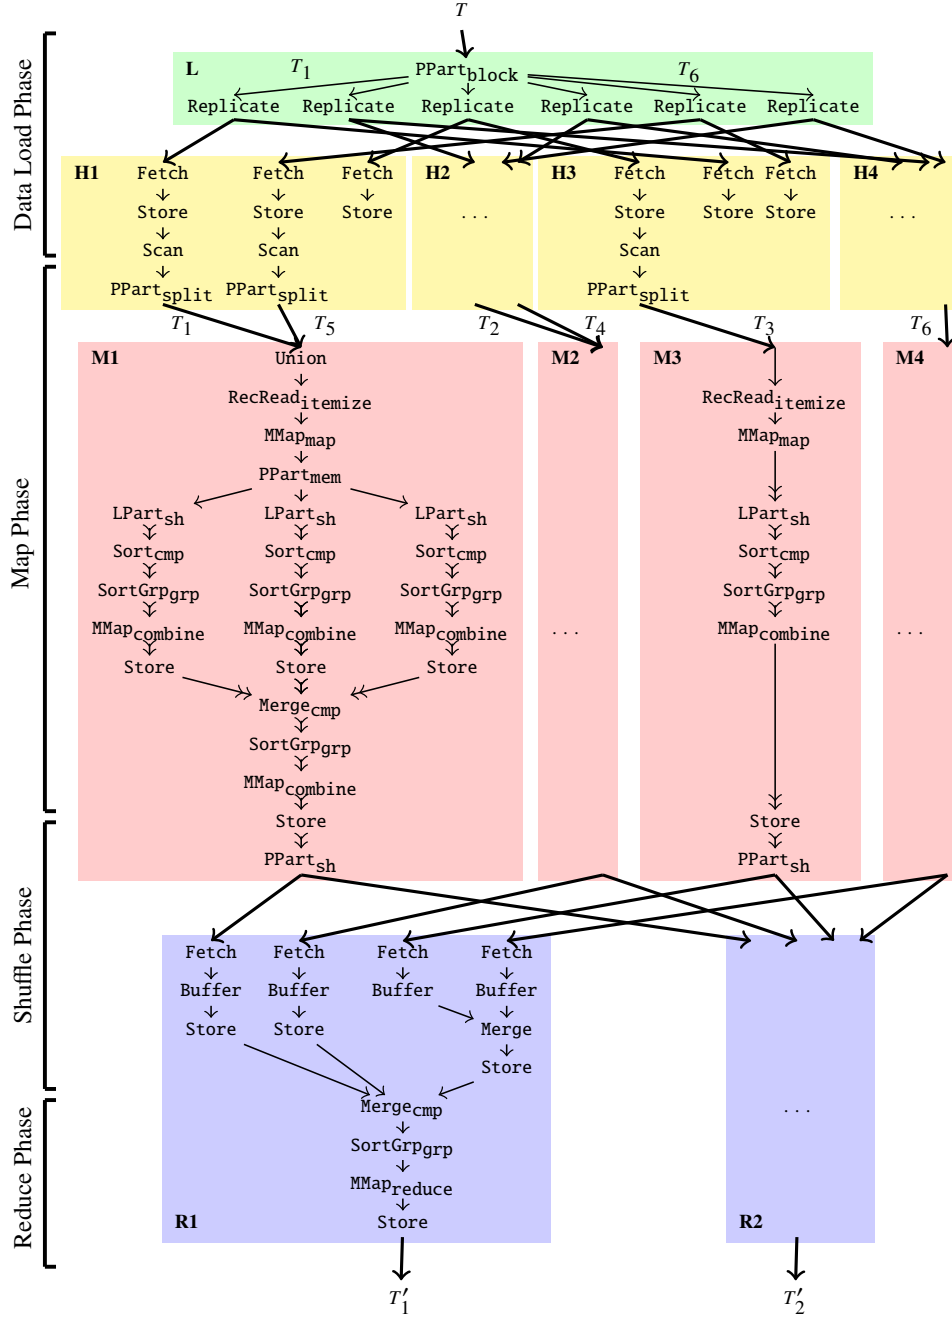 T
Data Load Phase
L T1 PPartblock T6
Replicate Replicate Replicate Replicate Replicate Replicate
H1 Fetch Fetch Fetch H2 H3 Fetch Fetch Fetch H4
Store Store Store ... Store Store Store ...
Scan Scan Scan
PPartsplit PPartsplit PPartsplit
T1 T5 T2 T4 T3 T6
Map Phase
M1 Union M2 M3 M4
RecReaditemize RecReaditemize
MMapmap MMapmap
PPartmem
LPartsh LPartsh LPartsh LPartsh
Sortcmp Sortcmp Sortcmp Sortcmp
SortGrpgrp SortGrpgrp SortGrpgrp SortGrpgrp
MMapcombine MMapcombine MMapcombine ... MMapcombine ...
Store Store Store
Mergecmp
SortGrpgrp
MMapcombine
Store Store
PPartsh PPartsh
Shuffle Phase
Fetch Fetch Fetch Fetch
Buffer Buffer Buffer Buffer
Store Store Merge
Store
Reduce Phase
Mergecmp ...
SortGrpgrp
MMapreduce
R1 Store R2
T′1 T′2